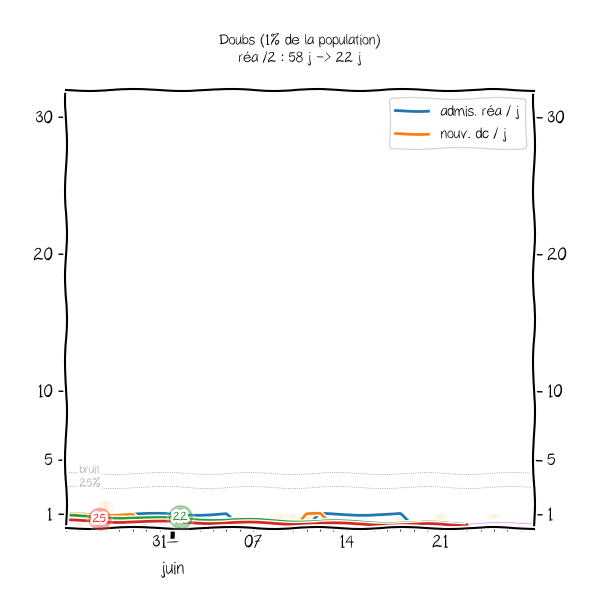 Doubs (1% de la population)
réa /2 : 58 j -> 22 j
admis. réa / j
nouv. dc / j
30
30
20
20
10
10
5
5
bruit
25%
1
25
22
1
31
07
14
21
juin